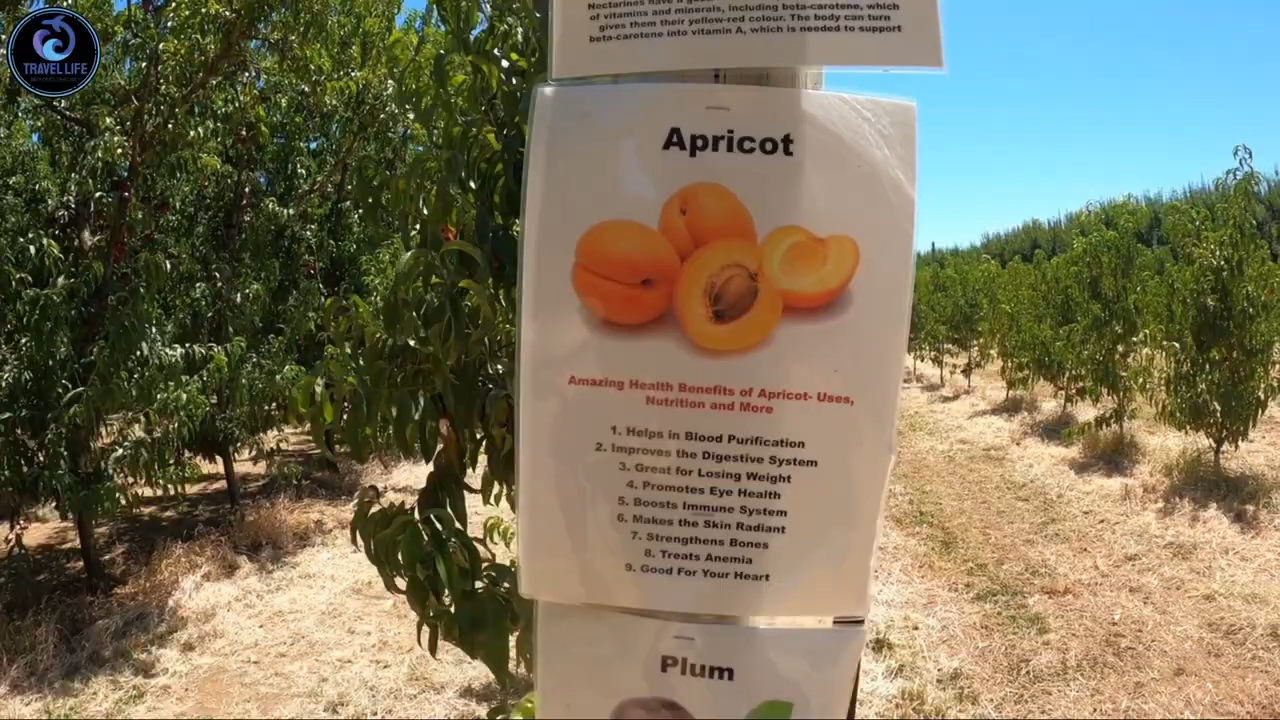 TRAVEL LIFE
Nectarines have a
of vitamins and minerals, including beta-carotene, which
gives them their yellow-red colour. The body can turn
beta-carotene into vitamin A, which is needed to support
Apricot
Amazing Health Benefits of Apricot- Uses,
Nutrition and More
1. Helps in Blood Purification
2. Improves the Digestive System
3. Great for Losing Weight
4. Promotes Eye Health
5. Boosts Immune System
6. Makes the Skin Radiant
7. Strengthens Bones
8. Treats Anemia
9. Good For Your Heart
Plum